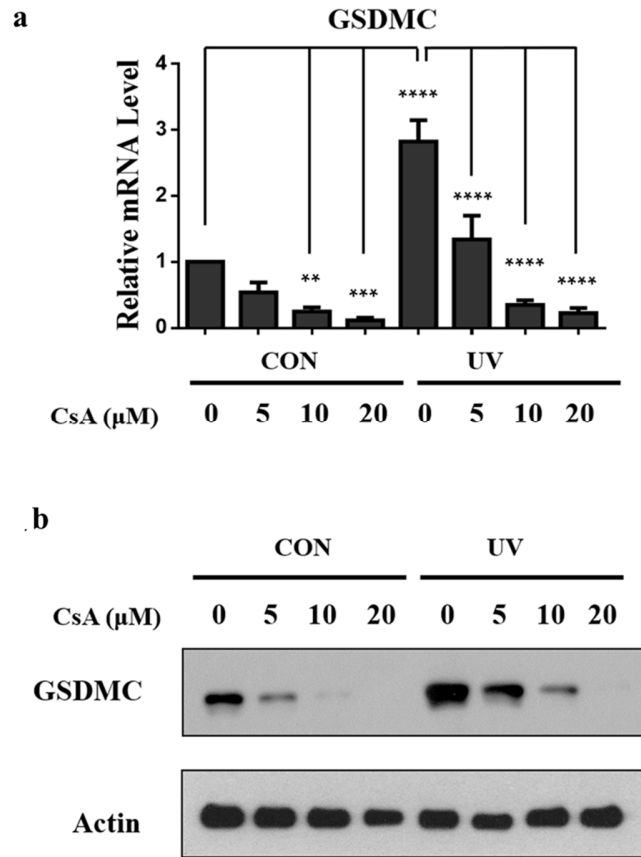 a
GSDMC
Relative mRNA Level
4
3
2
1
0
** *** **** **** **** ****
CON UV
CsA (µM) 0 5 10 20 0 5 10 20
b
CON UV
CsA (µM) 0 5 10 20 0 5 10 20
GSDMC
Actin